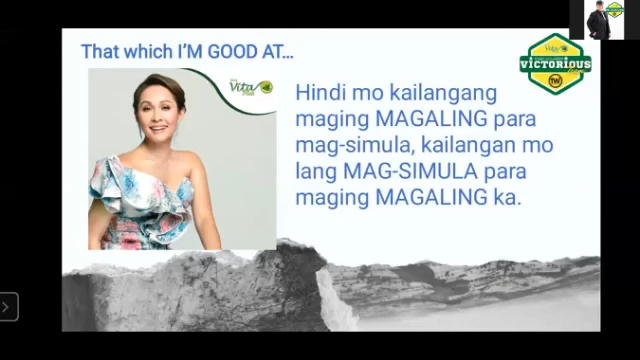 That which I'M GOOD AT...
Vita
VICTORIOUS
TW
Hindi mo kailangang
maging MAGALING para
mag-simula, kailangan mo
lang MAG-SIMULA para
maging MAGALING ka.